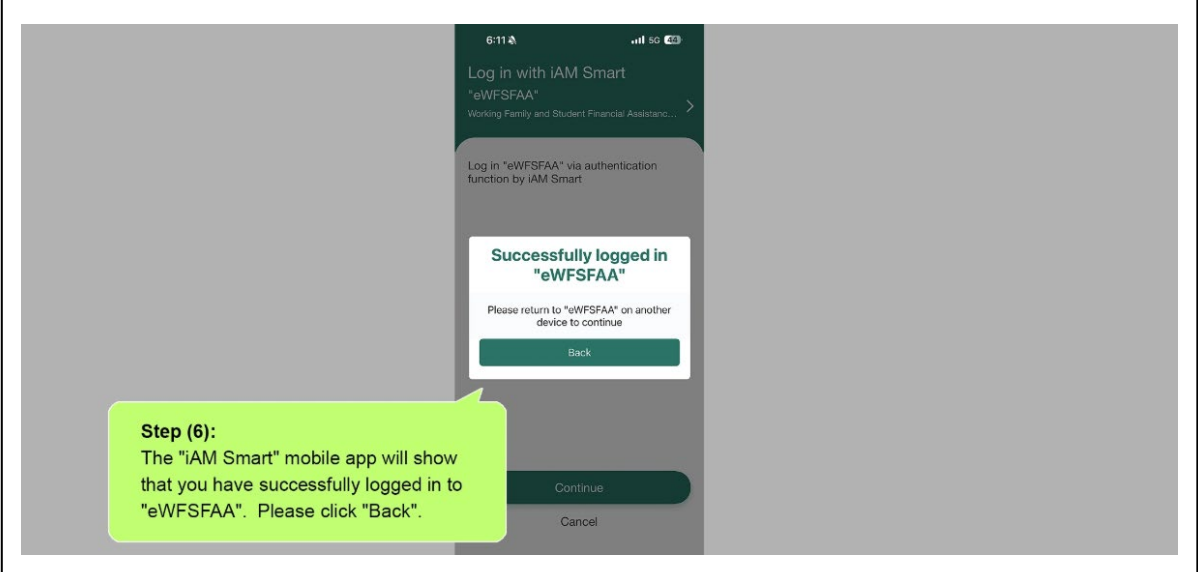 6:11
5G 44
Log in with iAM Smart
"eWFSFAA"
Working Family and Student Financial Assistanc...
Log in "eWFSFAA" via authentication
function by iAM Smart
Successfully logged in
"eWFSFAA"
Please return to "eWFSFAA" on another
device to continue
Back
Step (6):
The "iAM Smart" mobile app will show
that you have successfully logged in to
"eWFSFAA".  Please click "Back".
Continue
Cancel